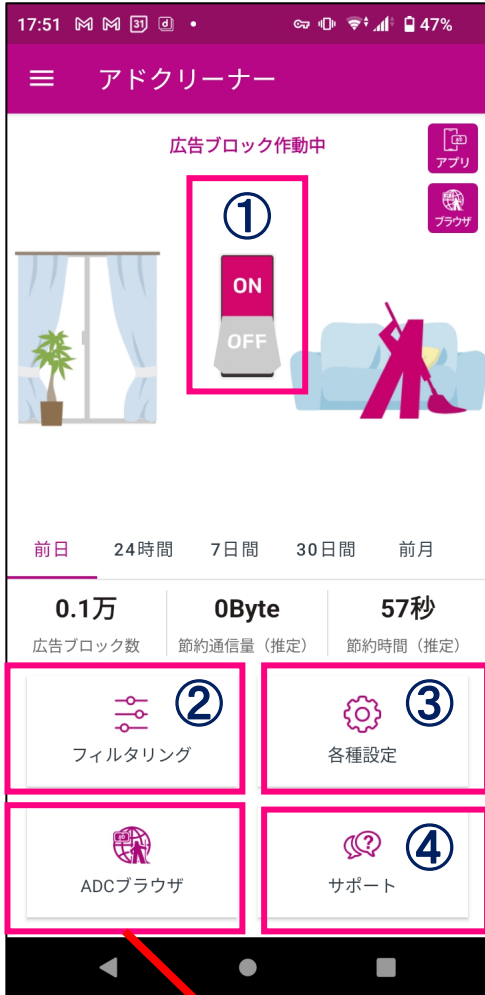 17:51 31 d 47%
アドクリーナー
広告ブロック作動中
アプリ
ブラウザ
①
ON
OFF
前日 24時間 7日間 30日間 前月
0.1万 0Byte 57秒
広告ブロック数 節約通信量（推定） 節約時間（推定）
② ③
フィルタリング 各種設定
④
ADCブラウザ サポート